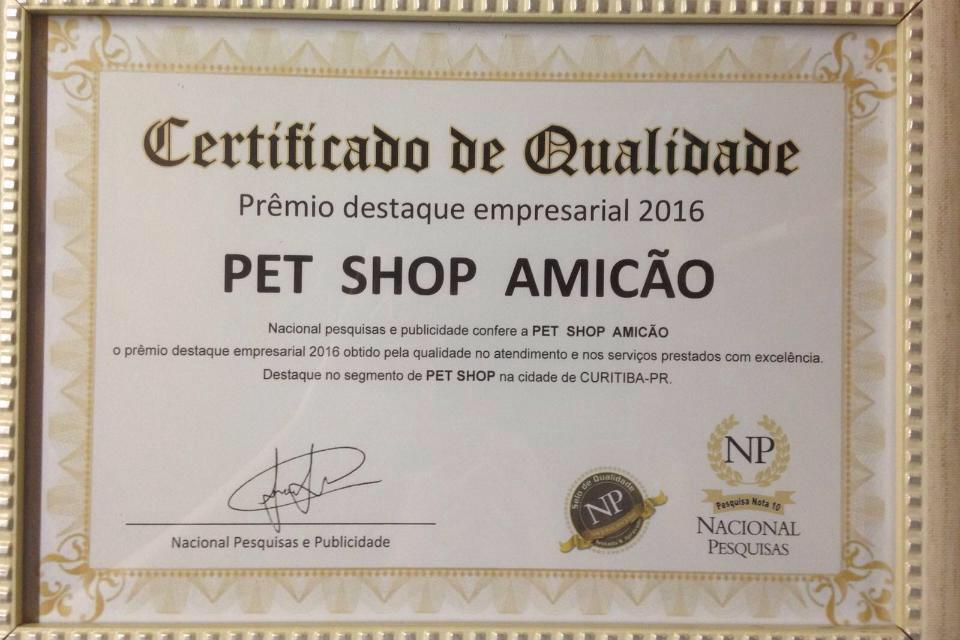 Certificado de Qualidade
Prêmio destaque empresarial 2016
PET SHOP AMICÃO
Nacional pesquisas e publicidade confere a PET SHOP AMICÃO
o prêmio destaque empresarial 2016 obtido pela qualidade no atendimento e nos serviços prestados com excelência.
Destaque no segmento de PET SHOP na cidade de CURITIBA-PR.
Nacional Pesquisas e Publicidade
Selo de Qualidade
NP
NP
Pesquisa Nota 10
NACIONAL
PESQUISAS